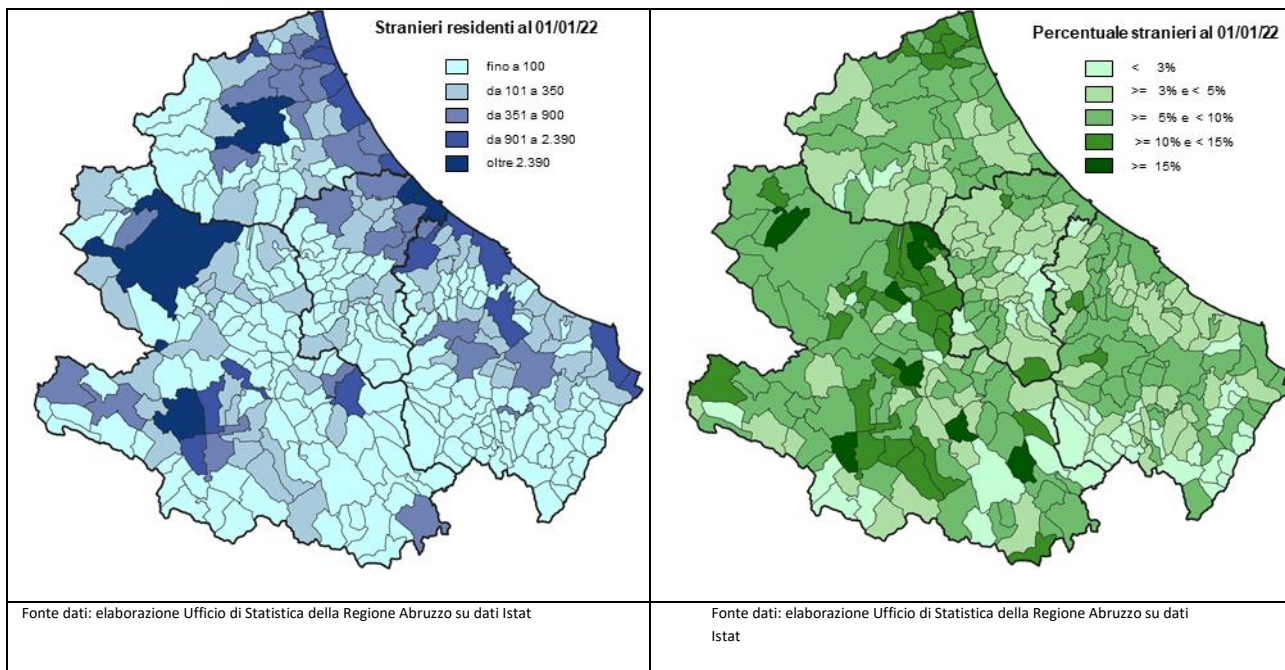 Stranieri residenti al 01/01/22
fino a 100
da 101 a 350
da 351 a 900
da 901 a 2.390
oltre 2.390
Fonte dati: elaborazione Ufficio di Statistica della Regione Abruzzo su dati Istat
Percentuale stranieri al 01/01/22
< 3%
>= 3% e < 5%
>= 5% e < 10%
>= 10% e < 15%
>= 15%
Fonte dati: elaborazione Ufficio di Statistica della Regione Abruzzo su dati
Istat